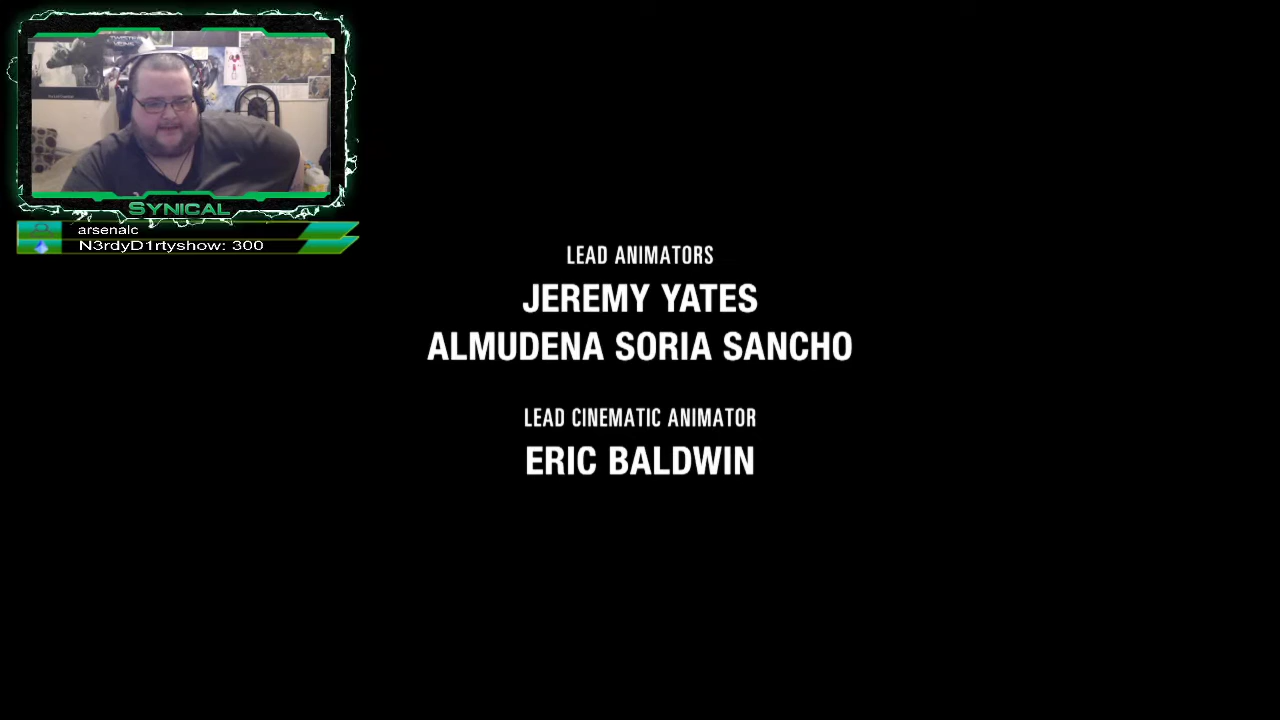 SYNICAL
arsenalc
N3rdyD1rtyshow: 300
LEAD ANIMATORS
JEREMY YATES
ALMUDENA SORIA SANCHO
LEAD CINEMATIC ANIMATOR
ERIC BALDWIN